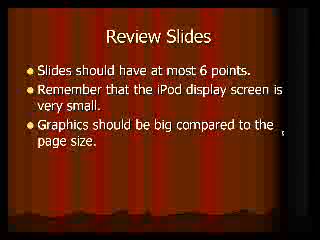 Review Slides
Slides should have at most 6 points.
Remember that the iPod display screen is
very small.
Graphics should be big compared to the
page size.